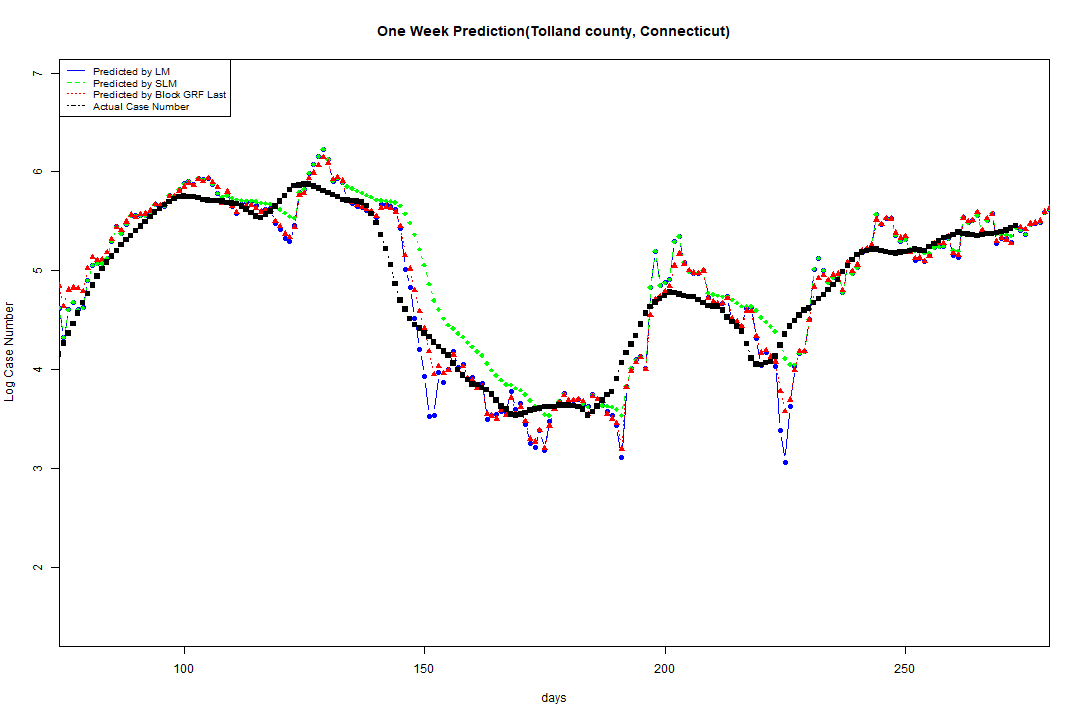 One Week Prediction(Tolland county, Connecticut)
Predicted by LM
Predicted by SLM
Predicted by Block GRF Last
Actual Case Number
Log Case Number
7
6
5
4
3
2
100
150
200
250
days